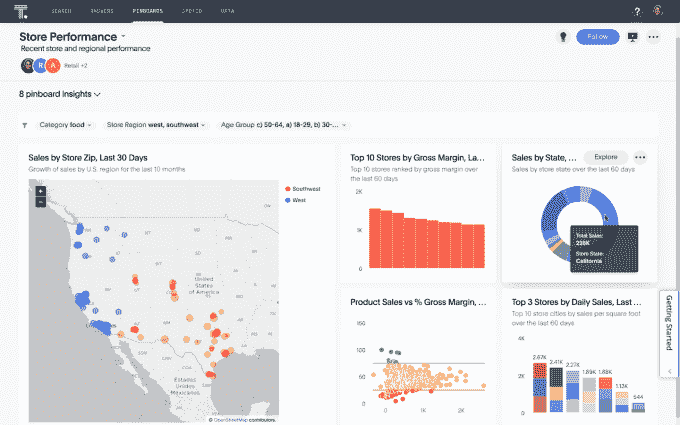 SEARCH
ANSWERS
PINBOARDS
SPOTIQ
DATA
?
Store Performance
Recent store and regional performance
R
A
Retail +2
Follow
8 pinboard insights
Category food
Store Region west, southwest
Age Group c) 50-64, a) 18-29, b) 30-...
Sales by Store Zip, Last 30 Days
Growth of sales by U.S. region for the last 10 months
Southwest
West
United
States
of America
Estados
Unidos
Mexicanos
© OpenStreetMap contributors.
Top 10 Stores by Gross Margin, La...
Top 10 stores ranked by gross margin over
the last 60 days
2K
1K
0
Sales by State, ...
Explore
Sales by store state over the last 60 days
Total Sales:
Store State:
California
Product Sales vs % Gross Margin, ...
150
100
50
0
0
1K
2K
Top 3 Stores by Daily Sales, Last ...
Top 10 store cities by sales per square foot
over the last 60 days
4K
2K
0
2.67K
2.41K
2.27K
1.89K
1.88K
1.12K
544
Getting Started